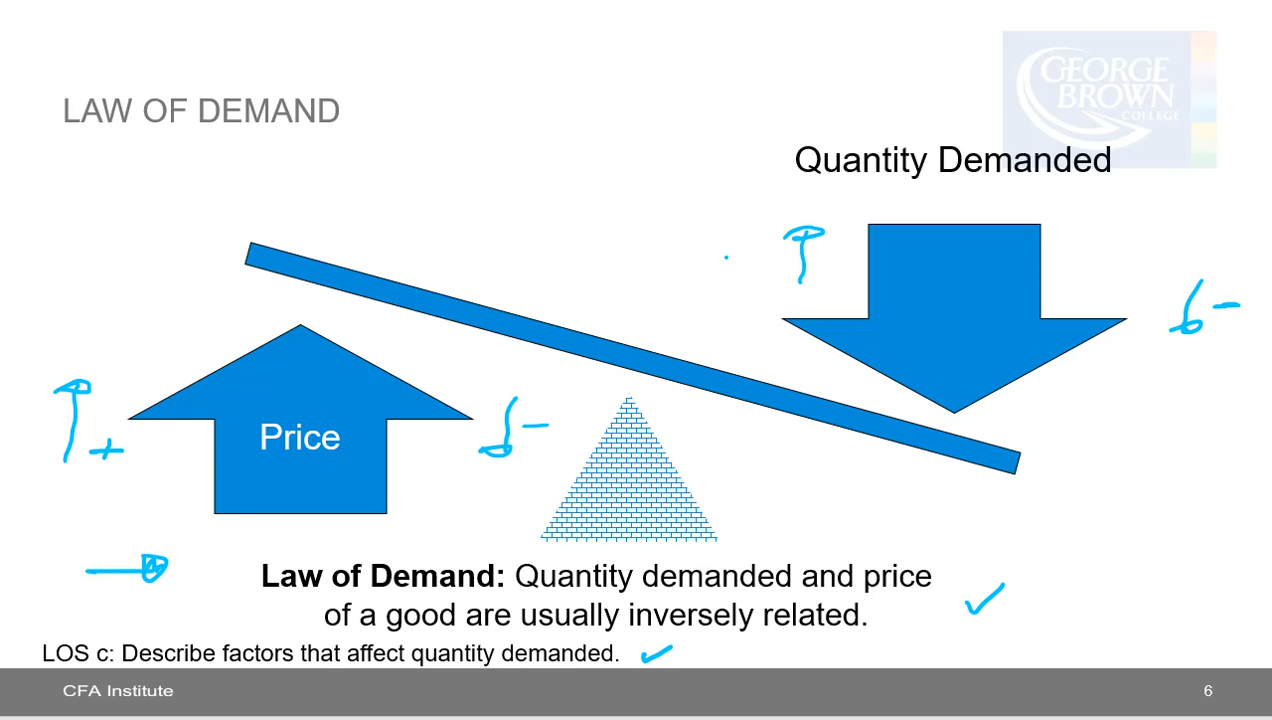 GEORGE
BROWN
COLLEGE
LAW OF DEMAND
Quantity Demanded
Price
Law of Demand: Quantity demanded and price
of a good are usually inversely related.
LOS c: Describe factors that affect quantity demanded.
CFA Institute
6